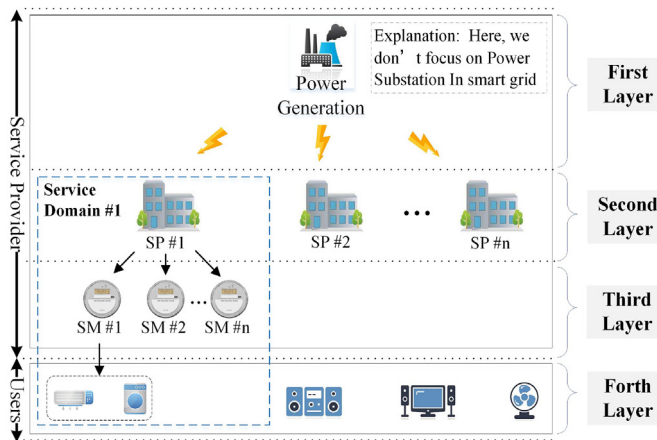 Explanation: Here, we
don't focus on Power
Substation In smart grid
Power
Generation
First
Layer
Service Provider
Service
Domain #1
SP #1
SP #2
...
SP #n
Second
Layer
SM #1
SM #2
...
SM #n
Third
Layer
Users
Forth
Layer